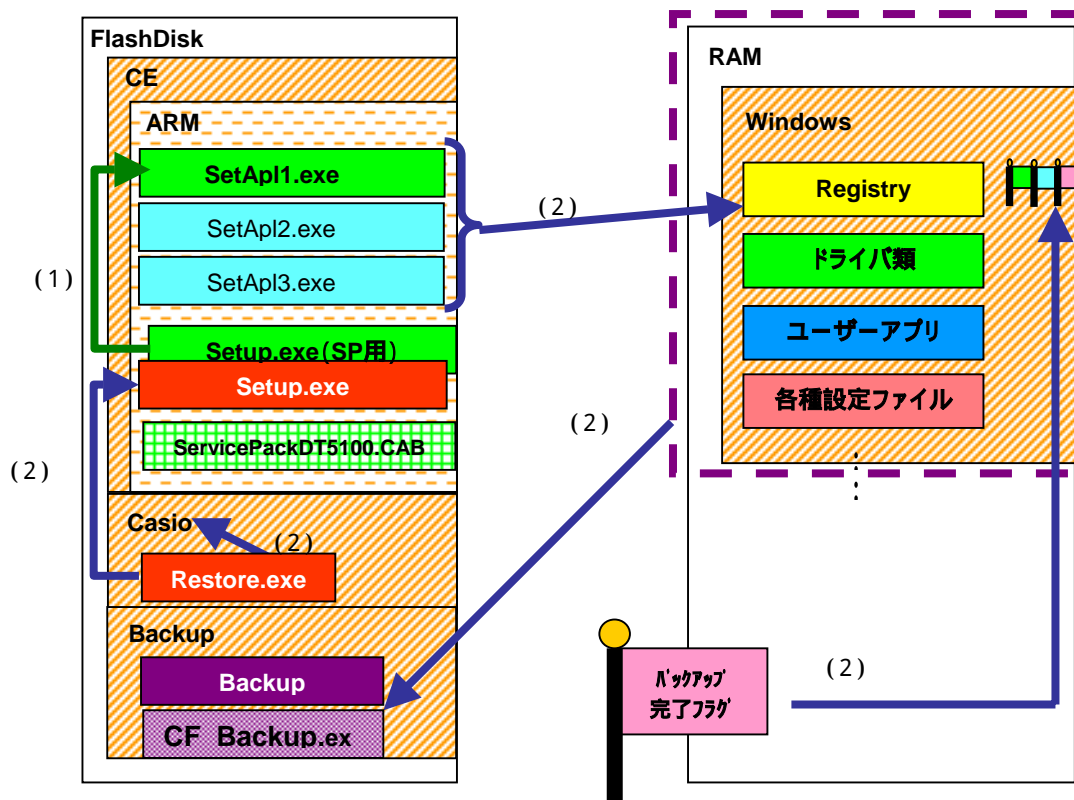 FlashDisk
CE
ARM
SetApl1.exe
SetApl2.exe
SetApl3.exe
Setup.exe(SP用)
Setup.exe
ServicePackDT5100.CAB
Casio
Restore.exe
Backup
Backup
CF_Backup.ex
(1)
(2)
(2)
(2)
(2)
RAM
Windows
Registry
ドライバ類
ユーザーアプリ
各種設定ファイル
ﾊﾞｯｸｱｯﾌﾟ
完了ﾌﾗｸﾞ
(2)